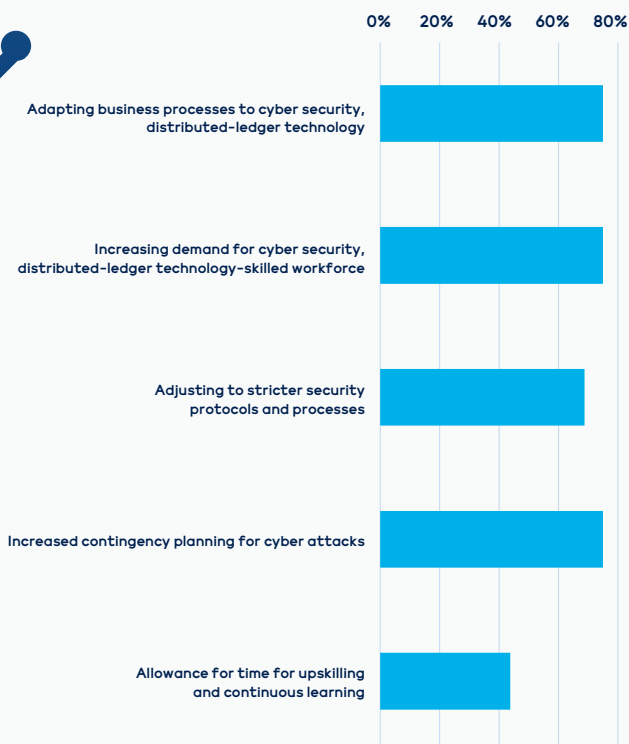 0% 20% 40% 60% 80%
Adapting business processes to cyber security,
distributed-ledger technology
Increasing demand for cyber security,
distributed-ledger technology-skilled workforce
Adjusting to stricter security
protocols and processes
Increased contingency planning for cyber attacks
Allowance for time for upskilling
and continuous learning